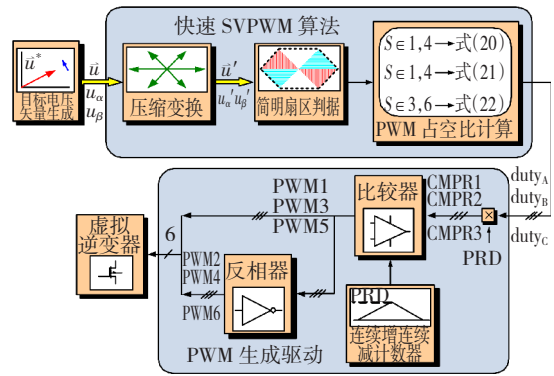 快速 SVPWM 算法
u⃗*
目标电压
矢量生成
u⃗
uα
uβ
压缩变换
u⃗′
uα′uβ′
简明扇区判据
S∈1,4→式(20)
S∈1,4→式(21)
S∈3,6→式(22)
PWM 占空比计算
dutyA
dutyB
dutyC
PRD
CMPR1
CMPR2
CMPR3
比较器
PRD
连续增连续
减计数器
PWM1
PWM3
PWM5
反相器
PWM2
PWM4
PWM6
6
虚拟
逆变器
PWM 生成驱动